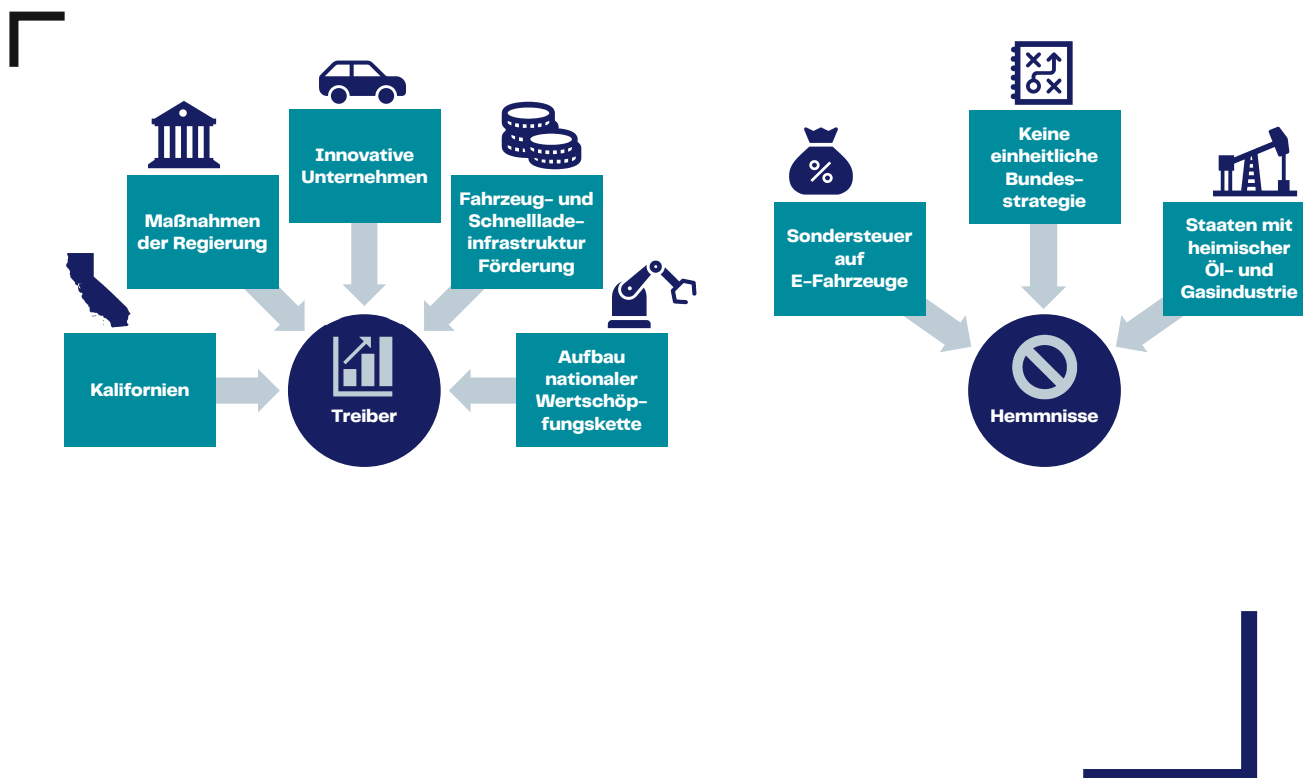 Innovative
Unternehmen
Maßnahmen
der Regierung
Fahrzeug- und
Schnelllade-
infrastruktur
Förderung
Kalifornien
Aufbau
nationaler
Wertschöp-
fungskette
Treiber
Keine
einheitliche
Bundes-
strategie
%
Sondersteuer
auf
E-Fahrzeuge
Staaten mit
heimischer
Öl- und
Gasindustrie
Hemmnisse